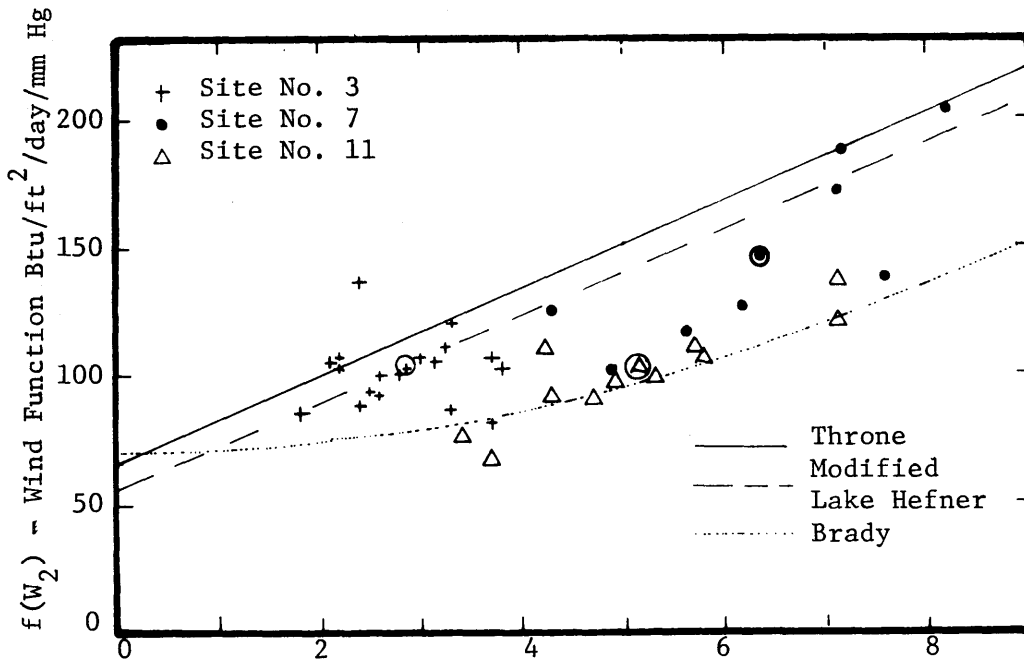 f(W2) - Wind Function Btu/ft2/day/mm Hg
+ Site No. 3
● Site No. 7
△ Site No. 11
200
150
100
50
0
Throne
Modified
Lake Hefner
Brady
0 2 4 6 8